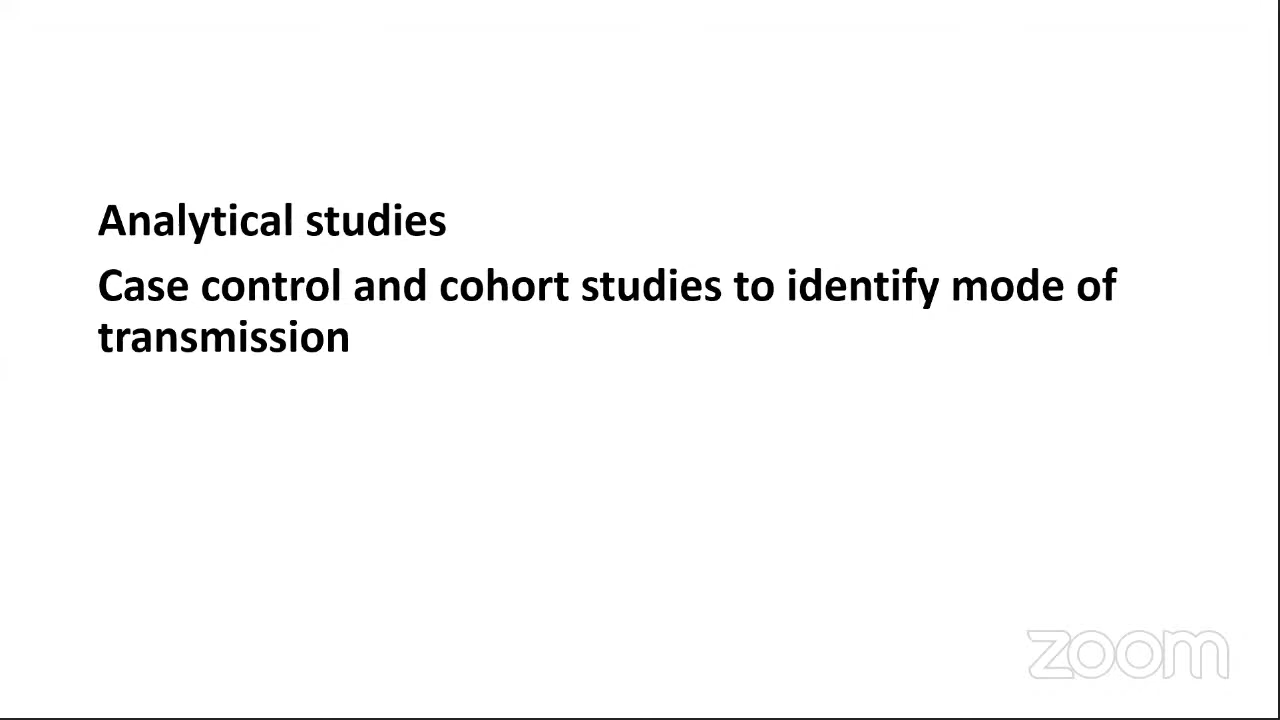 Analytical studies
Case control and cohort studies to identify mode of
transmission
zoom